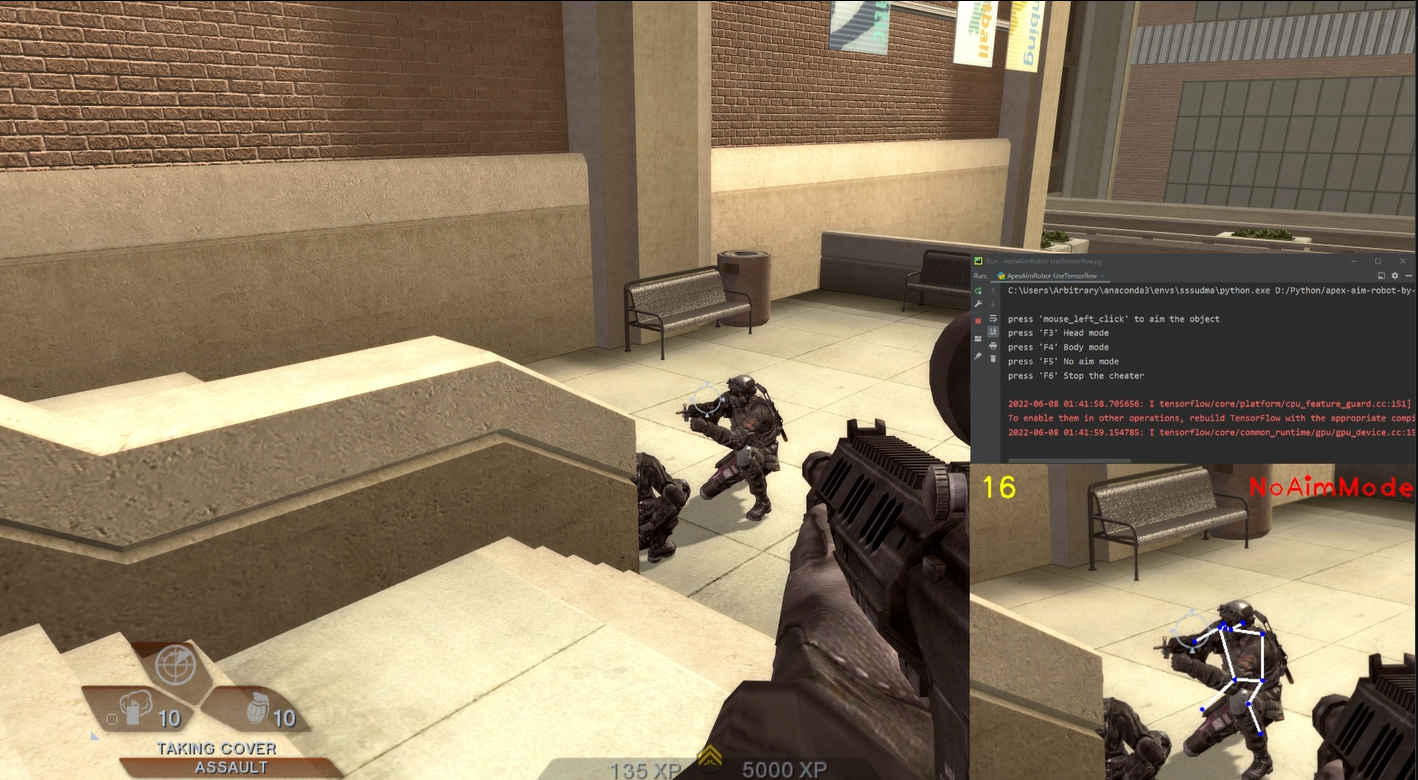 tball
mbing
Run: ApexAimRobot-UseTensorflow.py
Run:
ApexAimRobot-UseTensorflow
C:\Users\Arbitrary\anaconda3\envs\sssudma\python.exe D:/Python/apex-aim-robot-by-
press 'mouse_left_click' to aim the object
press 'F3' Head mode
press 'F4' Body mode
press 'F5' No aim mode
press 'F6' Stop the cheater
2022-06-08 01:41:58.705656: I tensorflow/core/platform/cpu_feature_guard.cc:151]
To enable them in other operations, rebuild TensorFlow with the appropriate compi
2022-06-08 01:41:59.154785: I tensorflow/core/common_runtime/gpu/gpu_device.cc:15
16
NoAimMode
10
10
TAKING COVER
ASSAULT
135 XP
5000 XP